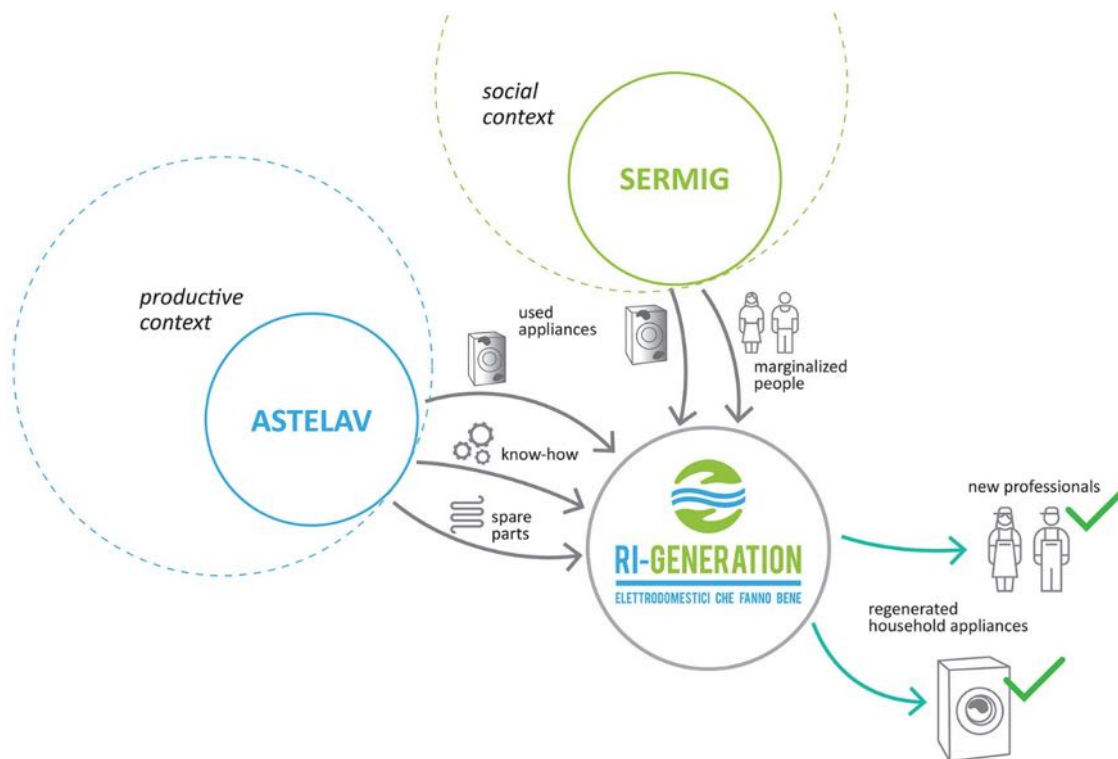 social
context
SERMIG
productive
context
ASTELAV
used
appliances
marginalized
people
know-how
spare
parts
RI-GENERATION
ELETTRODOMESTICI CHE FANNO BENE
new professionals
regenerated
household appliances